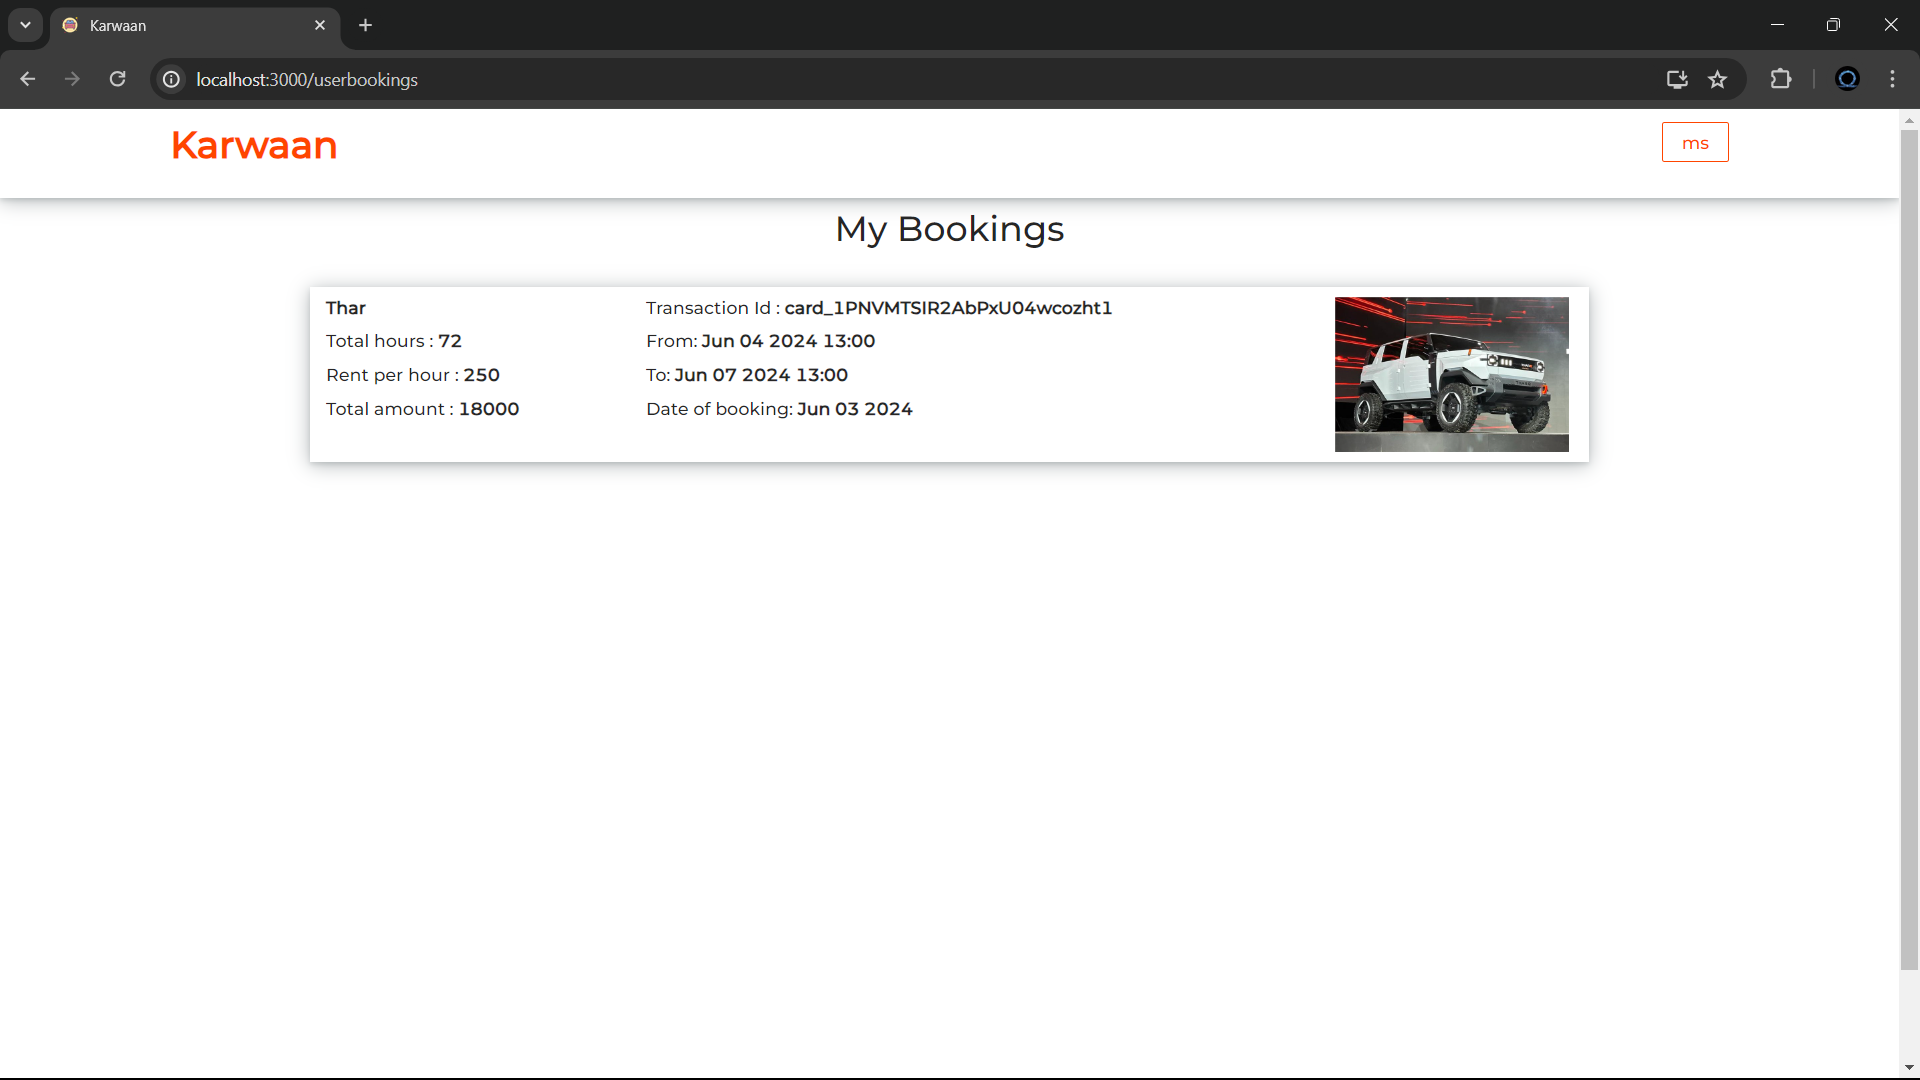 Karwaan
localhost:3000/userbookings
Karwaan
ms
My Bookings
Thar
Total hours : 72
Rent per hour : 250
Total amount : 18000
Transaction Id : card_1PNVMTSIR2AbPxU04wcozht1
From: Jun 04 2024 13:00
To: Jun 07 2024 13:00
Date of booking: Jun 03 2024